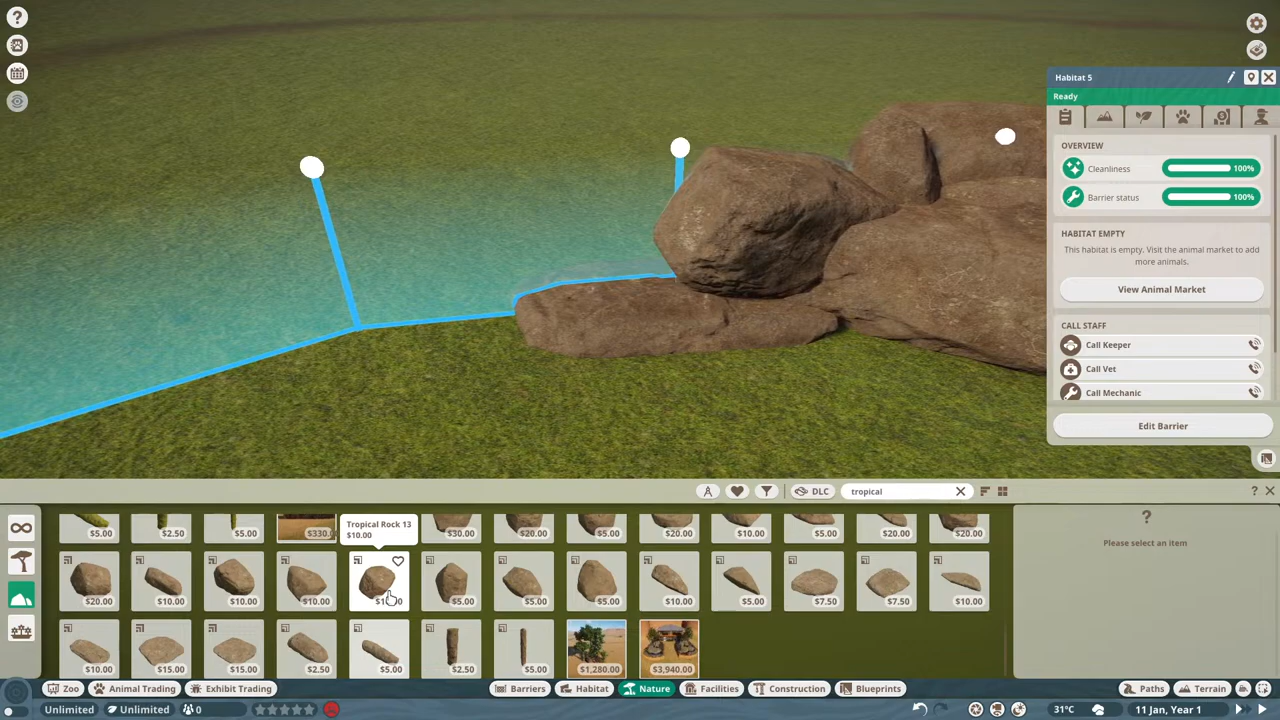 ?
Habitat 5
Ready
OVERVIEW
Cleanliness
100%
Barrier status
100%
HABITAT EMPTY
This habitat is empty. Visit the animal market to add
more animals.
View Animal Market
CALL STAFF
Call Keeper
Call Vet
Call Mechanic
Edit Barrier
DLC
tropical
?
Tropical Rock 13
$10.00
$5.00
$2.50
$5.00
$330.
$30.00
$20.00
$5.00
$20.00
$10.00
$5.00
$20.00
$20.00
$20.00
$10.00
$10.00
$10.00
$5.00
$5.00
$5.00
$10.00
$5.00
$7.50
$7.50
$10.00
$10.00
$15.00
$15.00
$2.50
$5.00
$2.50
$5.00
$1,280.00
$3,940.00
?
Please select an item
Zoo
Animal Trading
Exhibit Trading
Barriers
Habitat
Nature
Facilities
Construction
Blueprints
Paths
Terrain
Unlimited
Unlimited
0
31°C
11 Jan, Year 1